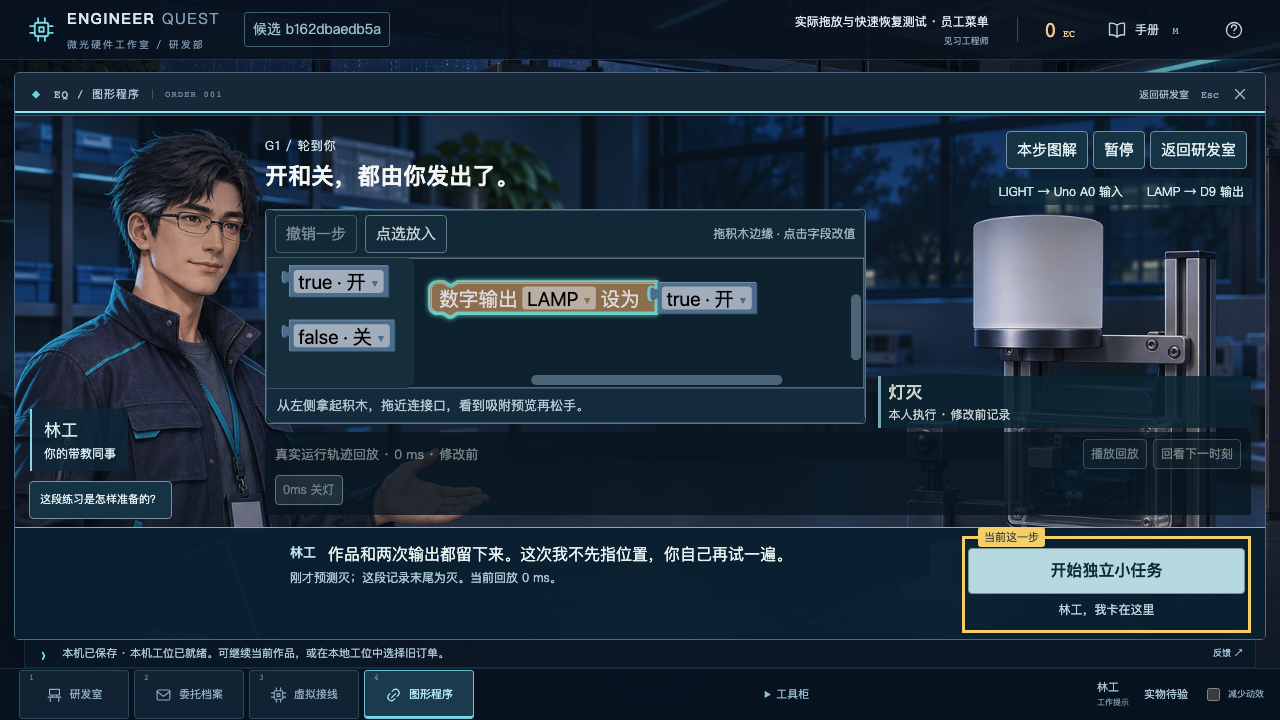 ENGINEER QUEST
微光硬件工作室 / 研发部
候选 b162dbaedb5a
实际拖放与快速恢复测试 · 员工菜单
见习工程师
0 EC
手册 M
EQ / 图形程序 ORDER 001
返回研发室 Esc
G1 / 轮到你
开和关，都由你发出了。
本步图解
暂停
返回研发室
LIGHT → Uno A0 输入
LAMP → D9 输出
撤销一步
点选放入
拖积木边缘 · 点击字段改值
true · 开
数字输出 LAMP 设为 true · 开
false · 关
从左侧拿起积木，拖近连接口，看到吸附预览再松手。
灯灭
本人执行 · 修改前记录
林工
你的带教同事
真实运行轨迹回放 · 0 ms · 修改前
播放回放
回看下一时刻
0ms 关灯
这段练习是怎样准备的?
林工 作品和两次输出都留下来。这次我不先指位置，你自己再试一遍。
刚才预测灭；这段记录末尾为灭。当前回放 0 ms。
当前这一步
开始独立小任务
林工，我卡在这里
本机已保存 · 本机工位已就绪。可继续当前作品，或在本地工位中选择旧订单。
反馈 ↗
1 研发室
2 委托档案
3 虚拟接线
4 图形程序
工具柜
林工
工作提示
实物待验
减少动效